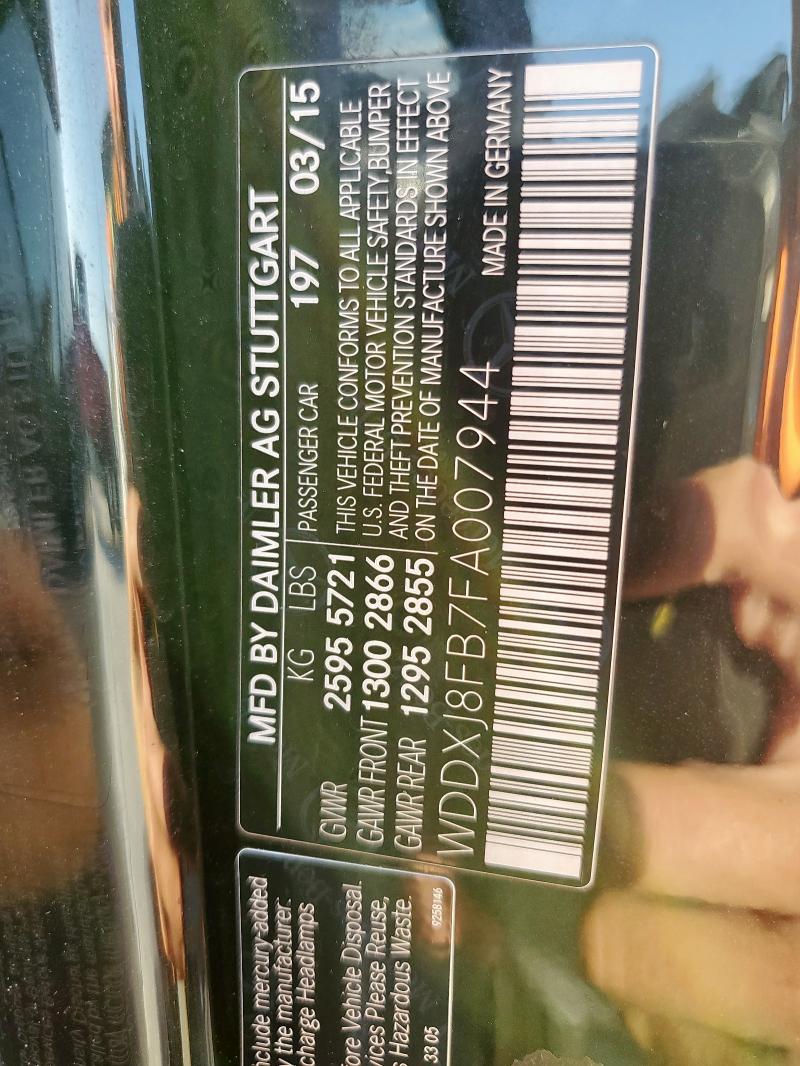 MFD BY DAIMLER AG STUTTGART
KG LBS PASSENGER CAR 197 03/15
GVWR 2595 5721
GAWR FRONT 1300 2866
GAWR REAR 1295 2855
THIS VEHICLE CONFORMS TO ALL APPLICABLE
U.S. FEDERAL MOTOR VEHICLE SAFETY,BUMPER
AND THEFT PREVENTION STANDARDS IN EFFECT
ON THE DATE OF MANUFACTURE SHOWN ABOVE
WDDXJ8FB7FA007944 MADE IN GERMANY
nclude mercury-added
y the manufacturer.
charge Headlamps
fore Vehicle Disposal.
vices Please Reuse,
s Hazardous Waste.
33 05 9258146